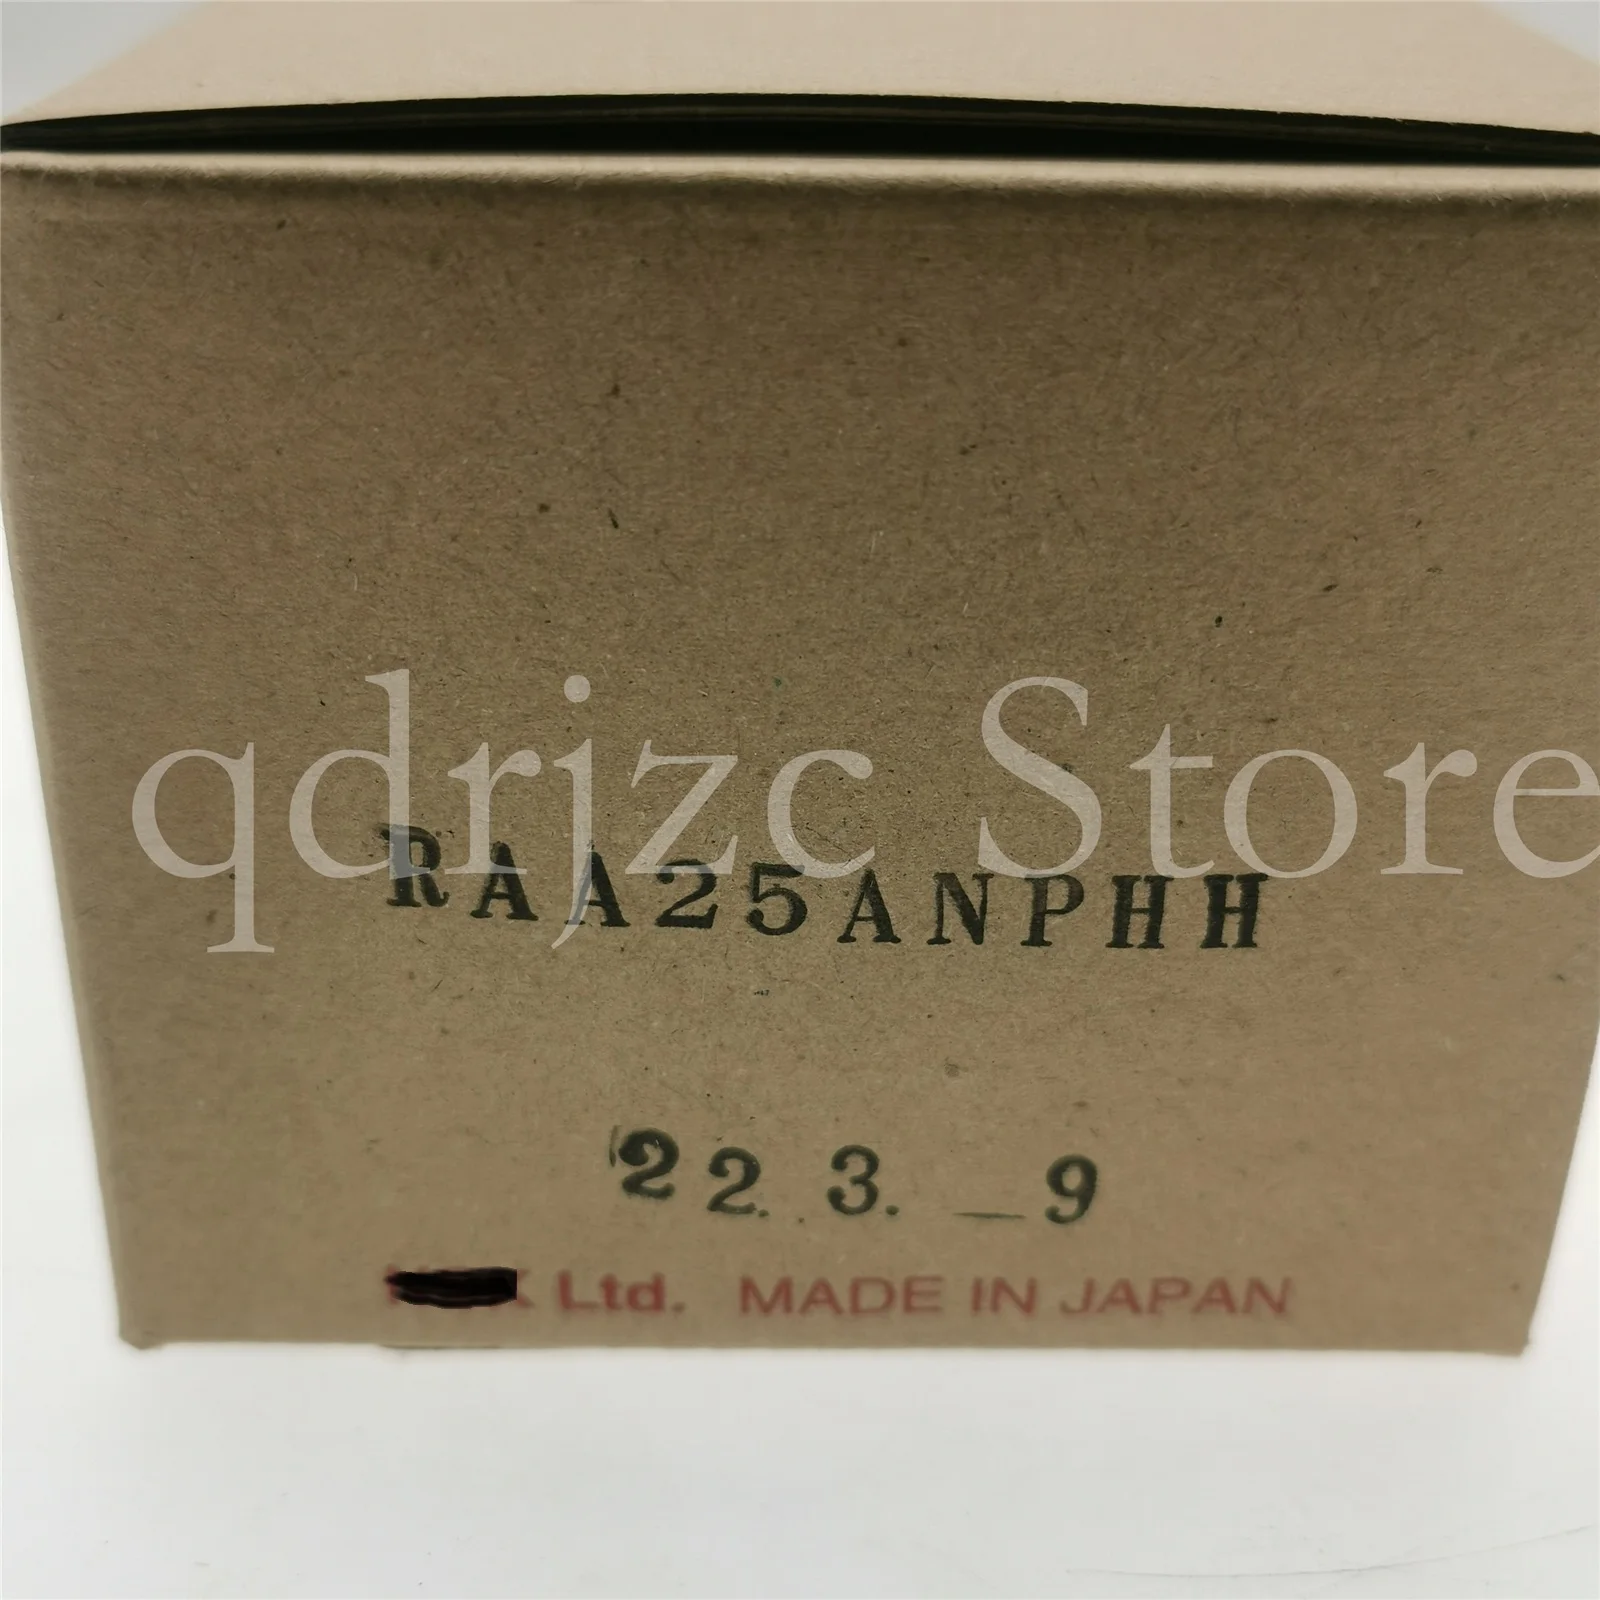 qdrjzc Store
RAA25ANPHH
22. 3. _ 9
Ltd. MADE IN JAPAN